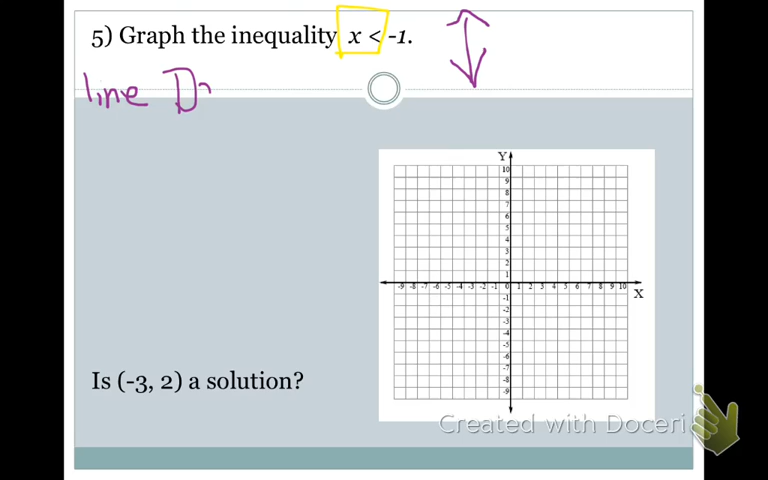 5) Graph the inequality x < -1.
line D
Y
10
9
8
7
6
5
4
3
2
1
-9 -8 -7 -6 -5 -4 -3 -2 -1 0 1 2 3 4 5 6 7 8 9 10
X
-1
-2
-3
-4
-5
-6
-7
-8
-9
Is (-3, 2) a solution?
Created with Doceri